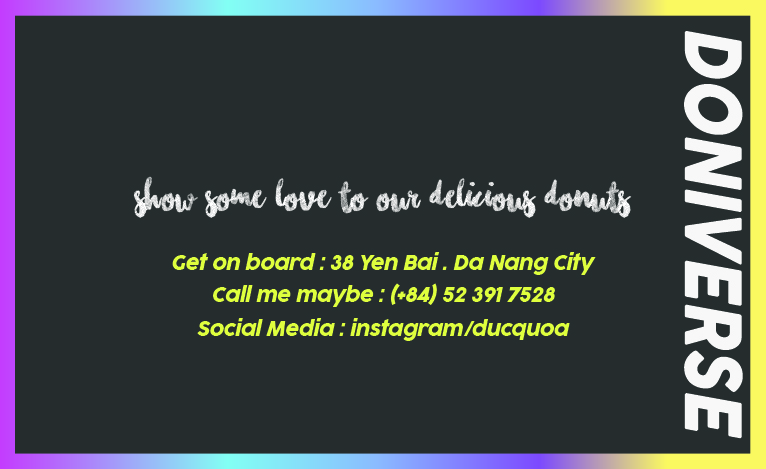 show some love to our delicious donuts
Get on board : 38 Yen Bai . Da Nang City
Call me maybe : (+84) 52 391 7528
Social Media : instagram/ducquoa
DONIVERSE